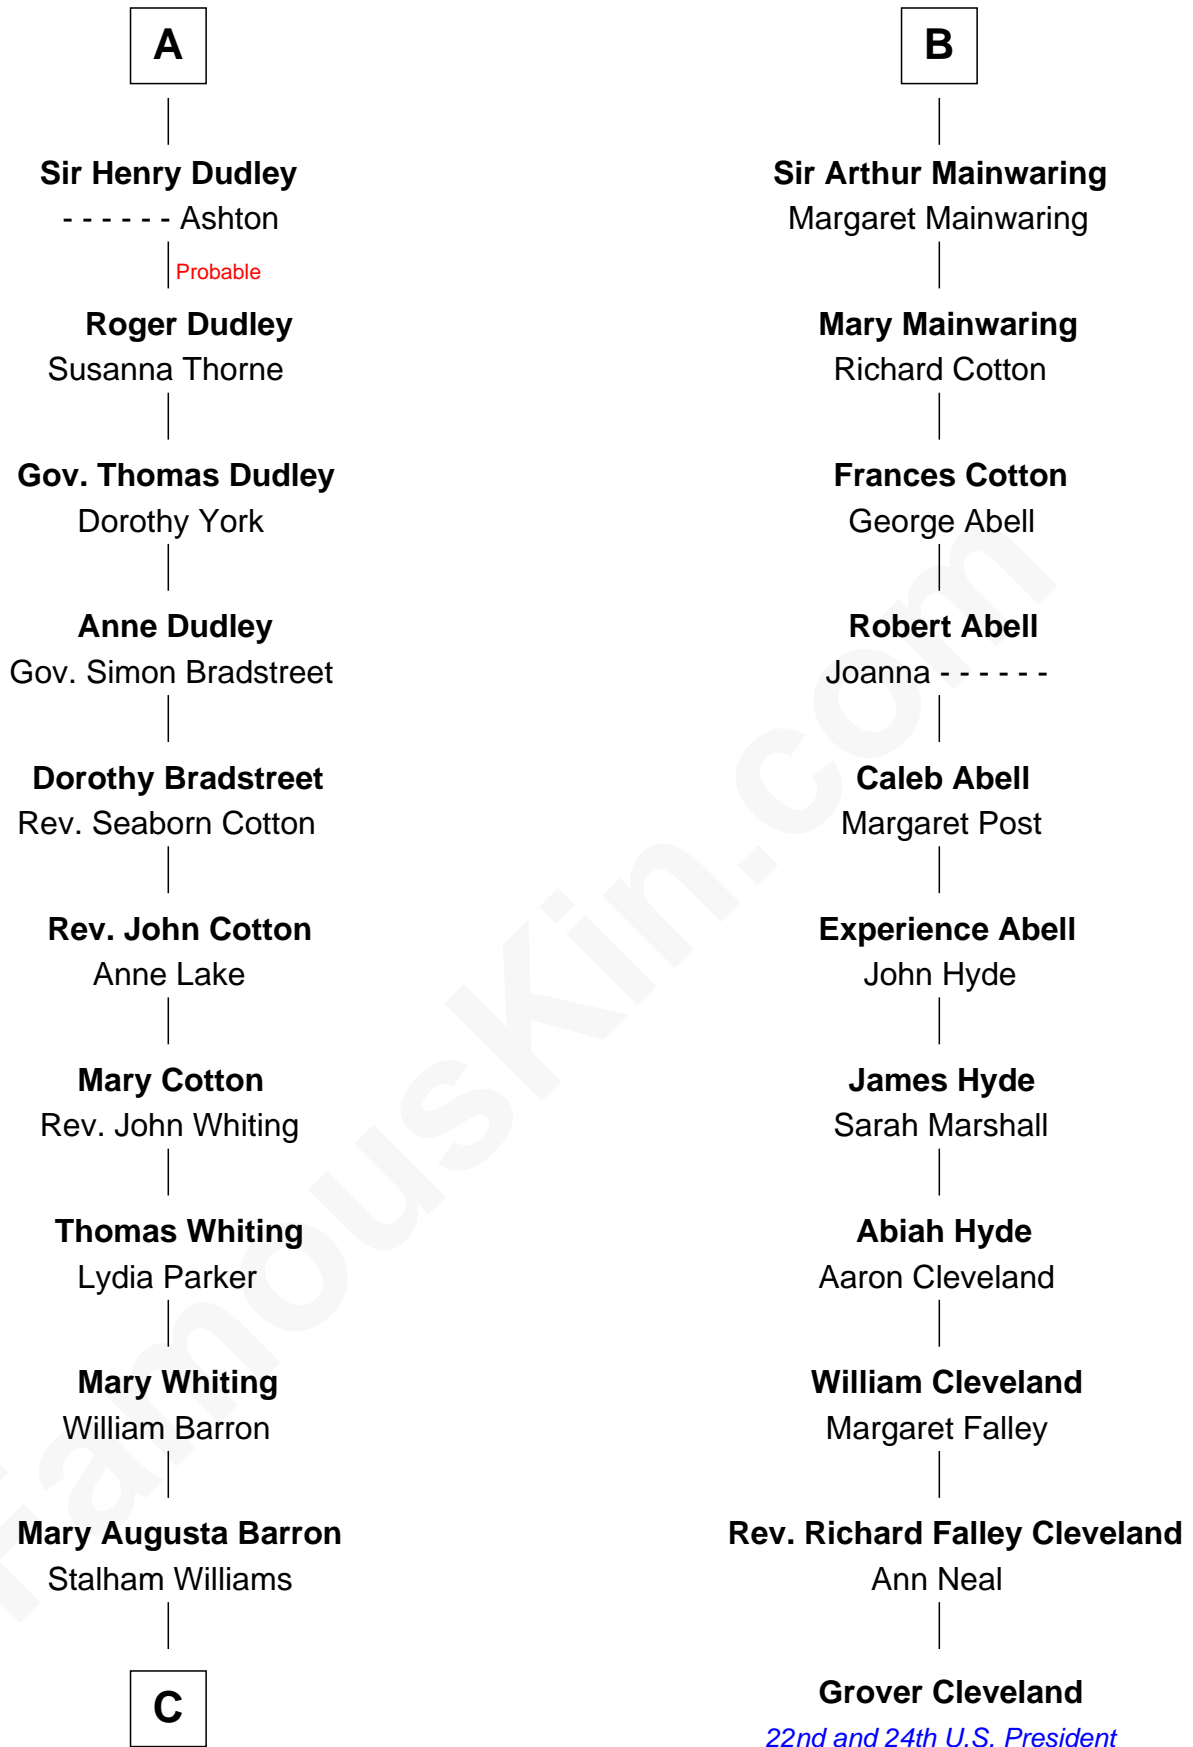 A
Sir Henry Dudley
- - - - - - Ashton
Probable
Roger Dudley
Susanna Thorne
Gov. Thomas Dudley
Dorothy York
Anne Dudley
Gov. Simon Bradstreet
Dorothy Bradstreet
Rev. Seaborn Cotton
Rev. John Cotton
Anne Lake
Mary Cotton
Rev. John Whiting
Thomas Whiting
Lydia Parker
Mary Whiting
William Barron
Mary Augusta Barron
Stalham Williams
C
B
Sir Arthur Mainwaring
Margaret Mainwaring
Mary Mainwaring
Richard Cotton
Frances Cotton
George Abell
Robert Abell
Joanna - - - - - -
Caleb Abell
Margaret Post
Experience Abell
John Hyde
James Hyde
Sarah Marshall
Abiah Hyde
Aaron Cleveland
William Cleveland
Margaret Falley
Rev. Richard Falley Cleveland
Ann Neal
Grover Cleveland
22nd and 24th U.S. President
FamousKin.com